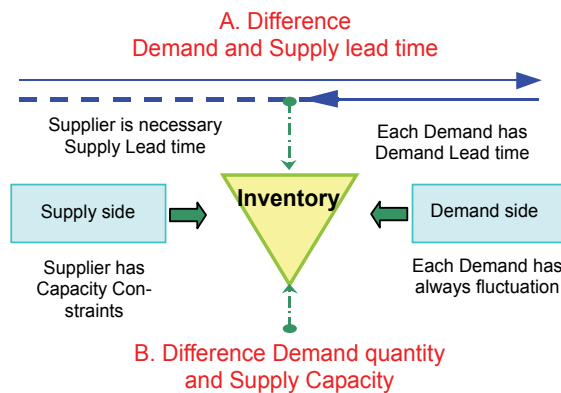 A. Difference
Demand and Supply lead time
Supplier is necessary
Supply Lead time
Each Demand has
Demand Lead time
Inventory
Supply side
Demand side
Supplier has
Capacity Con-
straints
Each Demand has
always fluctuation
B. Difference Demand quantity
and Supply Capacity